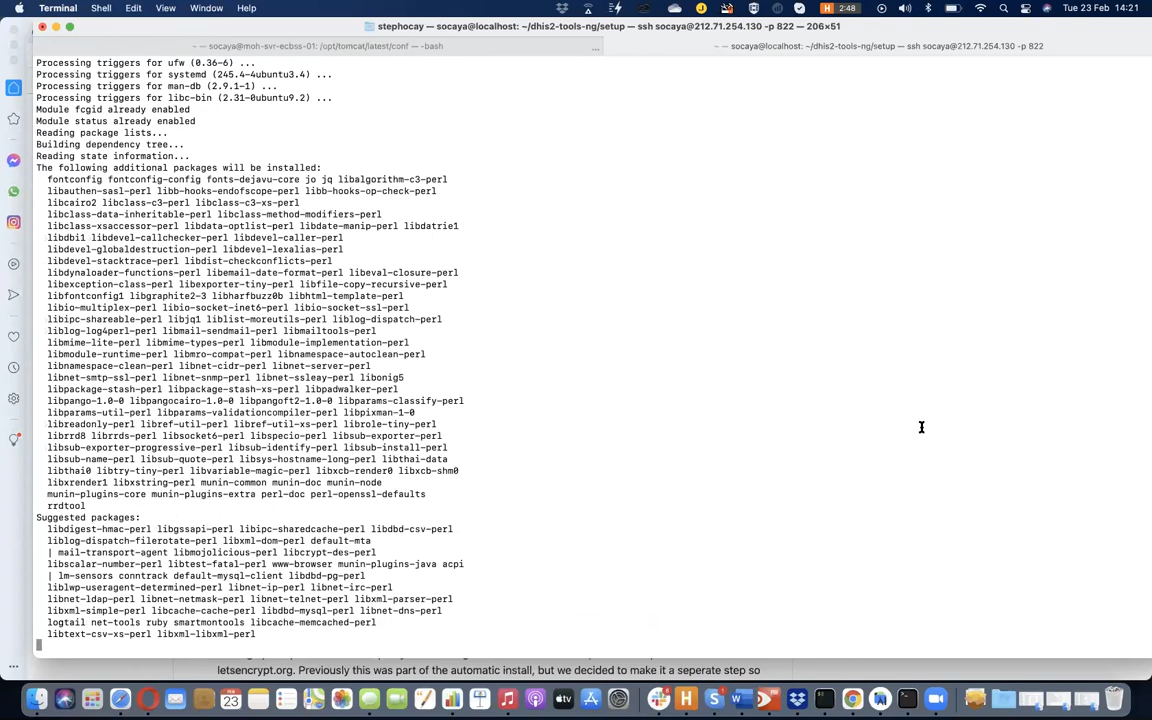 Terminal Shell Edit View Window Help 2:48 Tue 23 Feb 14:21
stephocay — socaya@localhost: ~/dhis2-tools-ng/setup — ssh socaya@212.71.254.130 -p 822 — 206×51
~ — socaya@moh-svr-ecbss-01: /opt/tomcat/latest/conf — -bash ... ~ — socaya@localhost: ~/dhis2-tools-ng/setup — ssh socaya@212.71.254.130 -p 822
Processing triggers for ufw (0.36-6) ...
Processing triggers for systemd (245.4-4ubuntu3.4) ...
Processing triggers for man-db (2.9.1-1) ...
Processing triggers for libc-bin (2.31-0ubuntu9.2) ...
Module fcgid already enabled
Module status already enabled
Reading package lists...
Building dependency tree...
Reading state information...
The following additional packages will be installed:
fontconfig fontconfig-config fonts-dejavu-core jo jq libalgorithm-c3-perl
libauthen-sasl-perl libb-hooks-endofscope-perl libb-hooks-op-check-perl
libcairo2 libclass-c3-perl libclass-c3-xs-perl
libclass-data-inheritable-perl libclass-method-modifiers-perl
libclass-xsaccessor-perl libdata-optlist-perl libdate-manip-perl libdatrie1
libdbi1 libdevel-callchecker-perl libdevel-caller-perl
libdevel-globaldestruction-perl libdevel-lexalias-perl
libdevel-stacktrace-perl libdist-checkconflicts-perl
libdynaloader-functions-perl libemail-date-format-perl libeval-closure-perl
libexception-class-perl libexporter-tiny-perl libfile-copy-recursive-perl
libfontconfig1 libgraphite2-3 libharfbuzz0b libhtml-template-perl
libio-multiplex-perl libio-socket-inet6-perl libio-socket-ssl-perl
libipc-shareable-perl libjq1 liblist-moreutils-perl liblog-dispatch-perl
liblog-log4perl-perl libmail-sendmail-perl libmailtools-perl
libmime-lite-perl libmime-types-perl libmodule-implementation-perl
libmodule-runtime-perl libmro-compat-perl libnamespace-autoclean-perl
libnamespace-clean-perl libnet-cidr-perl libnet-server-perl
libnet-smtp-ssl-perl libnet-snmp-perl libnet-ssleay-perl libonig5
libpackage-stash-perl libpackage-stash-xs-perl libpadwalker-perl
libpango-1.0-0 libpangocairo-1.0-0 libpangoft2-1.0-0 libparams-classify-perl
libparams-util-perl libparams-validationcompiler-perl libpixman-1-0
libreadonly-perl libref-util-perl libref-util-xs-perl librole-tiny-perl
librrd8 librrds-perl libsocket6-perl libspecio-perl libsub-exporter-perl
libsub-exporter-progressive-perl libsub-identify-perl libsub-install-perl
libsub-name-perl libsub-quote-perl libsys-hostname-long-perl libthai-data
libthai0 libtry-tiny-perl libvariable-magic-perl libxcb-render0 libxcb-shm0
libxrender1 libxstring-perl munin-common munin-doc munin-node
munin-plugins-core munin-plugins-extra perl-doc perl-openssl-defaults
rrdtool
Suggested packages:
libdigest-hmac-perl libgssapi-perl libipc-sharedcache-perl libdbd-csv-perl
liblog-dispatch-filerotate-perl libxml-dom-perl default-mta
| mail-transport-agent libmojolicious-perl libcrypt-des-perl
libscalar-number-perl libtest-fatal-perl www-browser munin-plugins-java acpi
| lm-sensors conntrack default-mysql-client libdbd-pg-perl
liblwp-useragent-determined-perl libnet-ip-perl libnet-irc-perl
libnet-ldap-perl libnet-netmask-perl libnet-telnet-perl libxml-parser-perl
libxml-simple-perl libcache-cache-perl libdbd-mysql-perl libnet-dns-perl
logtail net-tools ruby smartmontools libcache-memcached-perl
libtext-csv-xs-perl libxml-libxml-perl
letsencrypt.org. Previously this was part of the automatic install, but we decided to make it a seperate step so